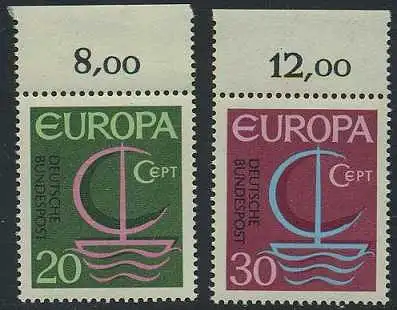 8,00
EUROPA
CEPT
DEUTSCHE
BUNDESPOST
20
12,00
EUROPA
CEPT
DEUTSCHE
BUNDESPOST
30